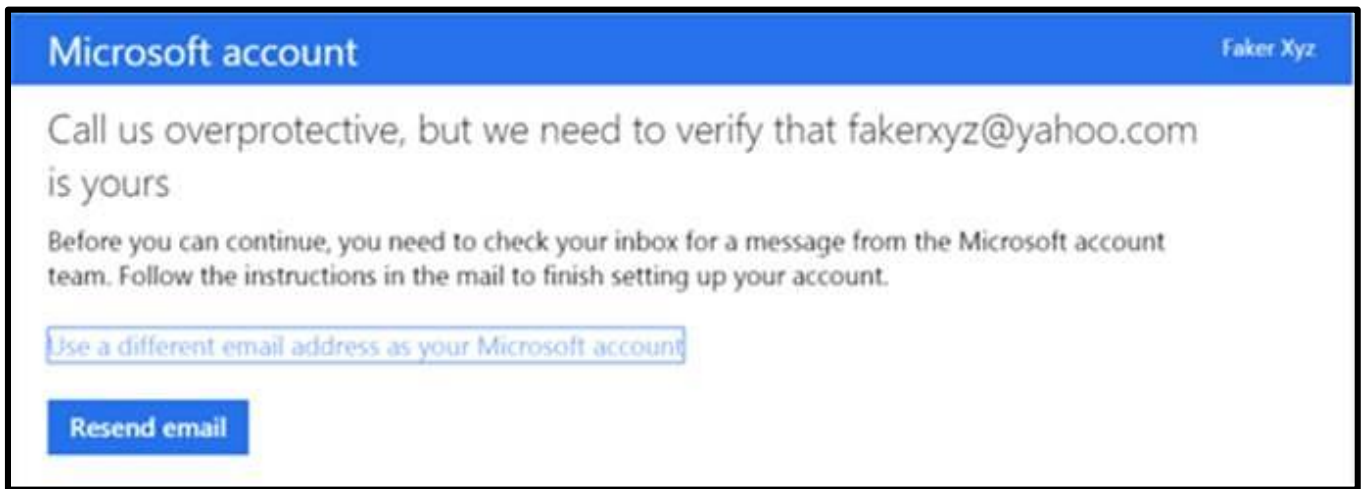 Microsoft account
Faker Xyz
Call us overprotective, but we need to verify that fakerxyz@yahoo.com
is yours
Before you can continue, you need to check your inbox for a message from the Microsoft account
team. Follow the instructions in the mail to finish setting up your account.
Use a different email address as your Microsoft account
Resend email